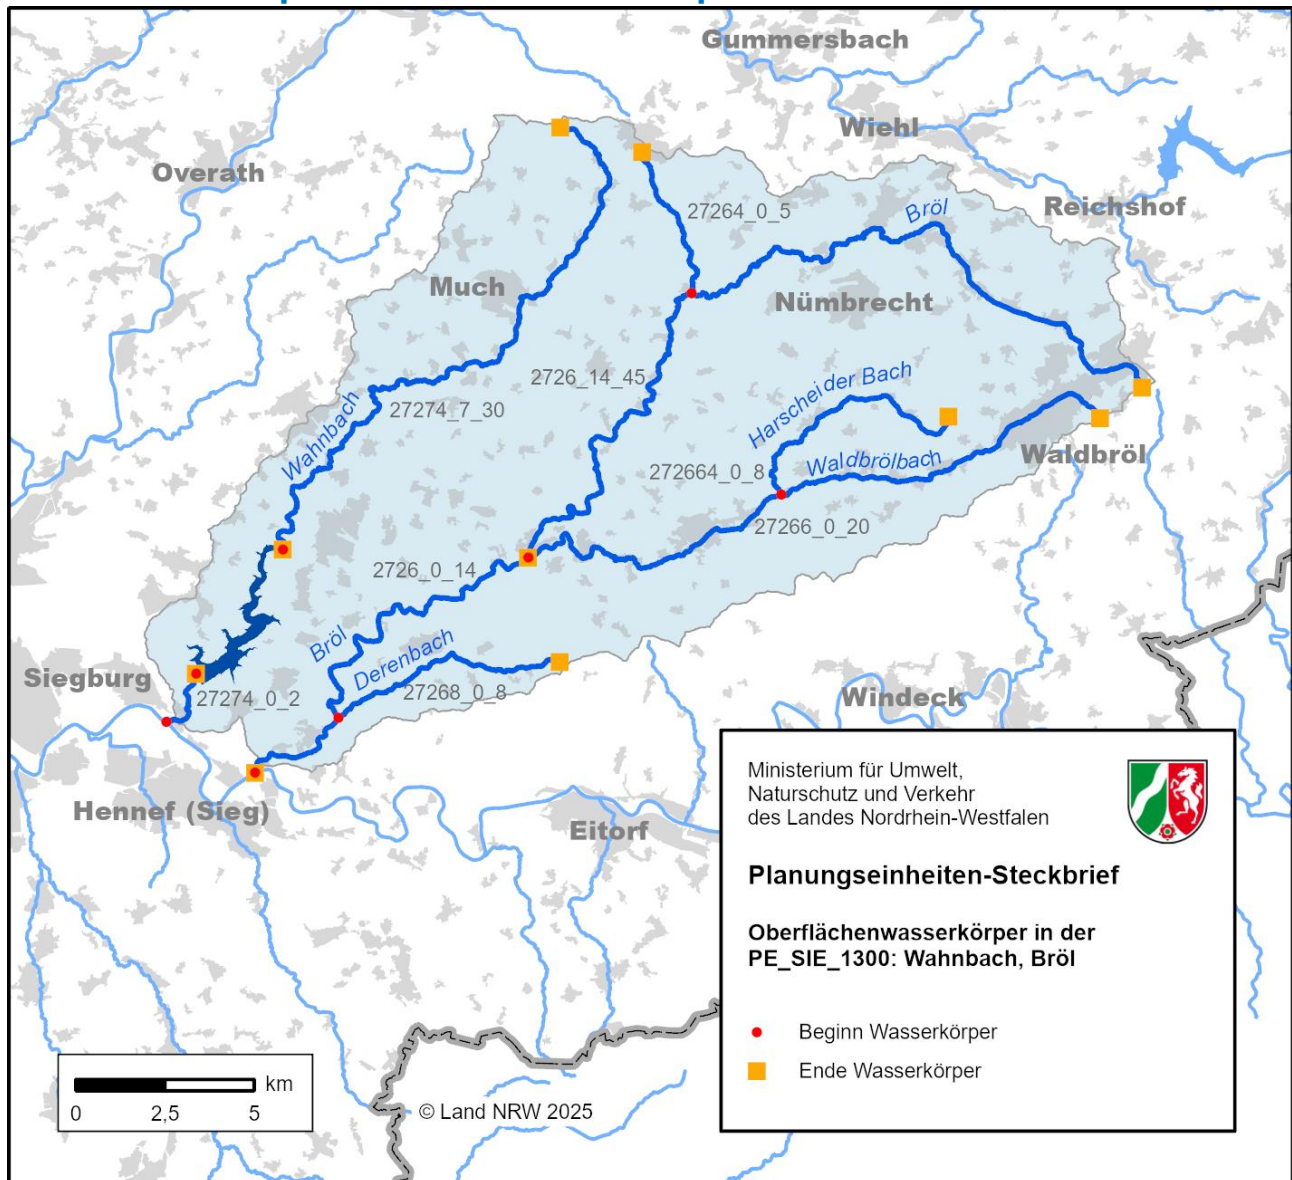 Gummersbach
Wiehl
Overath
Reichshof
27264_0_5
Bröl
Much
Nümbrecht
2726_14_45
Harscheider Bach
27274_7_30
Wahnbach
Waldbröl
Waldbrölbach
272664_0_8
27266_0_20
2726_0_14
Bröl
Derenbach
Siegburg
27274_0_2
27268_0_8
Windeck
Hennef (Sieg)
Eitorf
Ministerium für Umwelt,
Naturschutz und Verkehr
des Landes Nordrhein-Westfalen
Planungseinheiten-Steckbrief
Oberflächenwasserkörper in der
PE_SIE_1300: Wahnbach, Bröl
Beginn Wasserkörper
Ende Wasserkörper
km
0 2,5 5
© Land NRW 2025